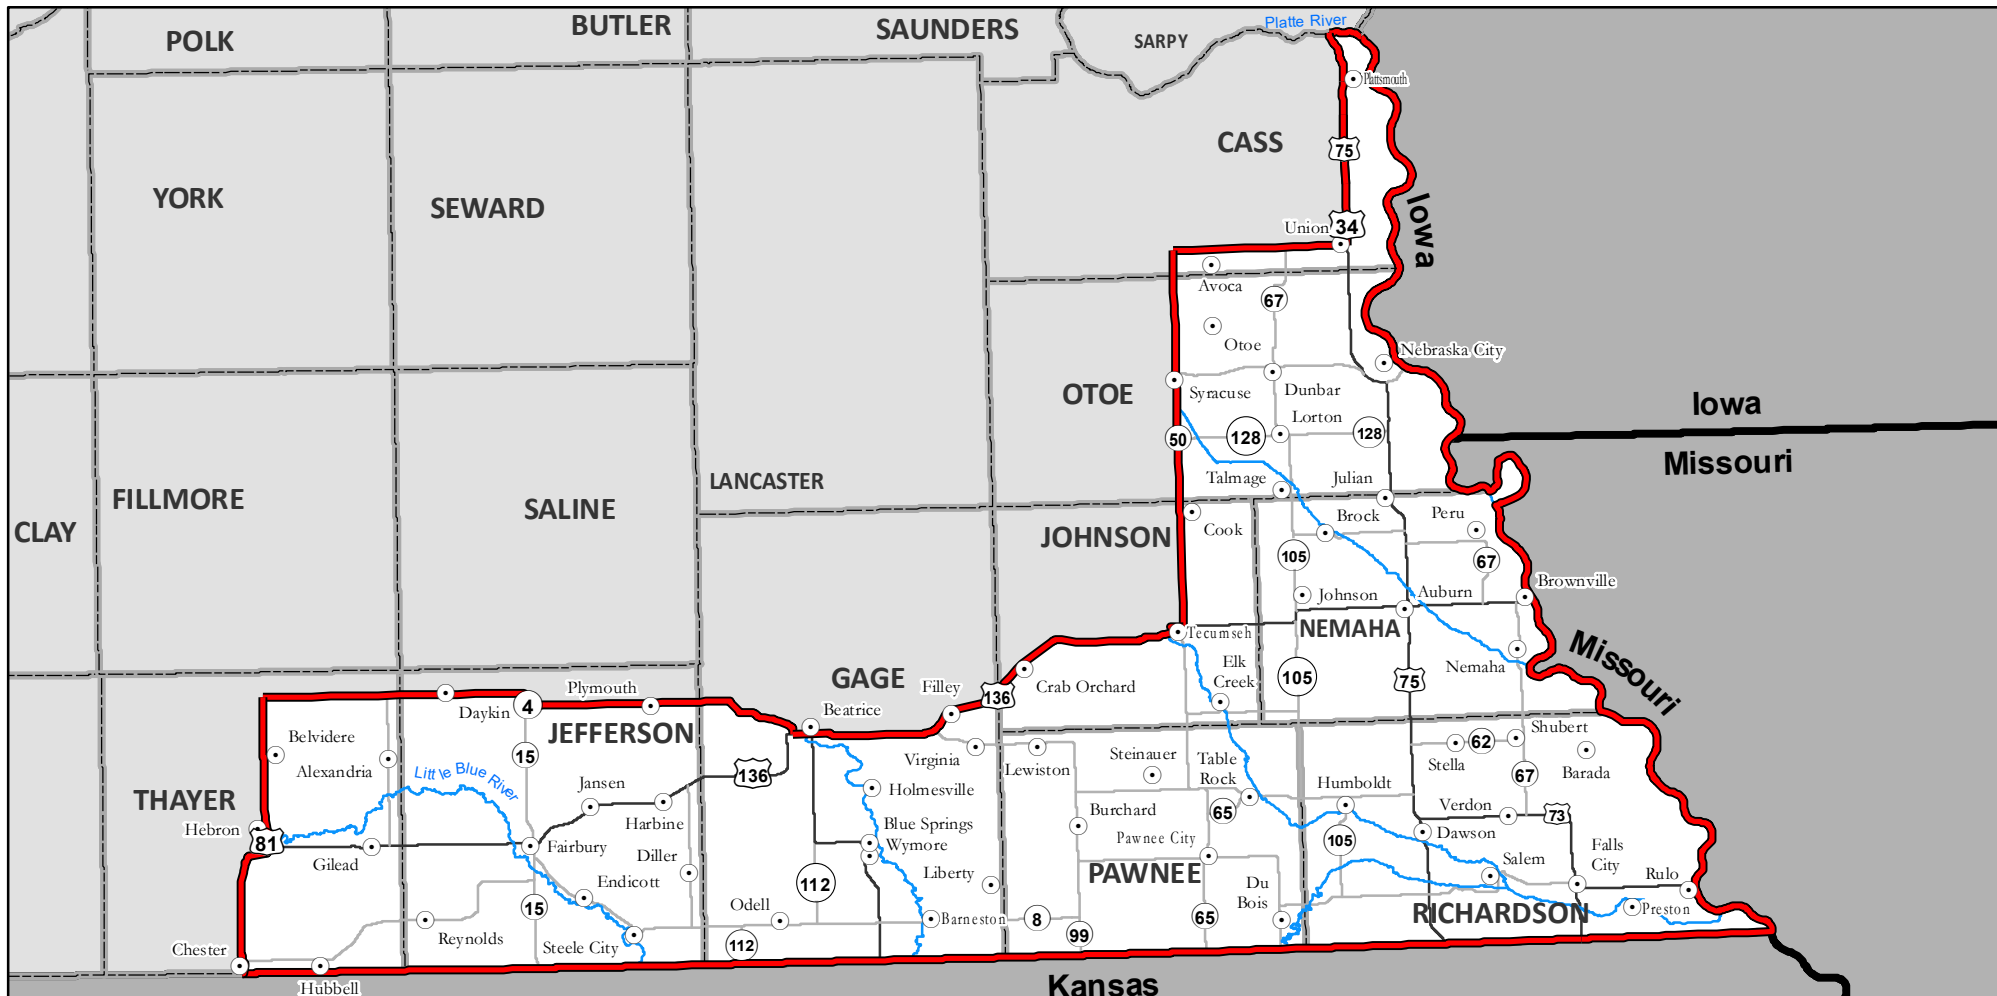 BUTLER
SAUNDERS
Platte River
POLK
SARPY
Plattsmouth
CASS
75
YORK
SEWARD
Iowa
Union
34
Avoca
67
Otoe
Nebraska City
OTOE
Syracuse
Dunbar
Iowa
Lorton
50
128
128
Missouri
LANCASTER
Talmage
Julian
FILLMORE
SALINE
CLAY
JOHNSON
Cook
Brock
Peru
105
67
Brownville
Johnson
Auburn
Tecumseh
NEMAHA
Missouri
Elk
Creek
Nemaha
GAGE
Filley
136
Crab Orchard
105
75
Plymouth
Daykin
4
Beatrice
JEFFERSON
Belvidere
15
Virginia
Lewiston
Steinauer
Table
Rock
62
Shubert
Stella
Barada
Alexandria
Little Blue River
136
67
Jansen
Holmesville
Humboldt
THAYER
Hebron
81
Harbine
Burchard
65
Verdon
73
Blue Springs
Wymore
Pawnee City
105
Dawson
Falls
City
Gilead
Fairbury
Diller
Liberty
PAWNEE
Salem
Rulo
Endicott
112
Du
Bois
Odell
Barneston
8
65
RICHARDSON
Preston
15
Reynolds
Steele City
112
99
Chester
Hubbell
Kansas